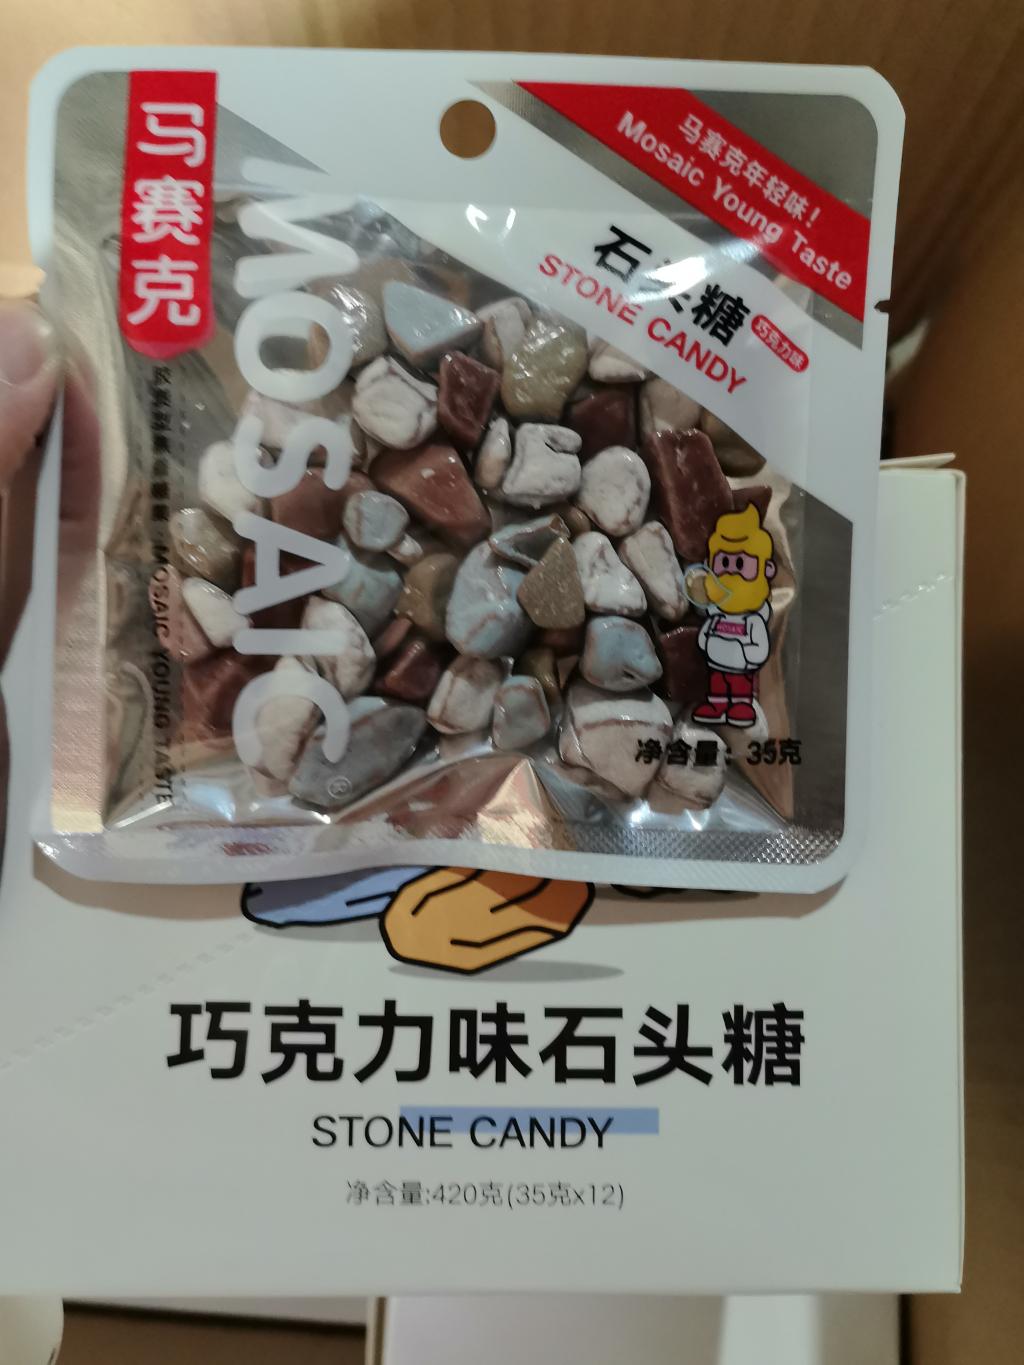 马赛克
MOSAIC
®
马赛克年轻味!
Mosaic Young Taste
石头糖
巧克力味
STONE CANDY
MOSAIC YOUNG TASTE
MOSAIC
净含量: 35克
巧克力味石头糖
STONE CANDY
净含量:420克(35克x12)